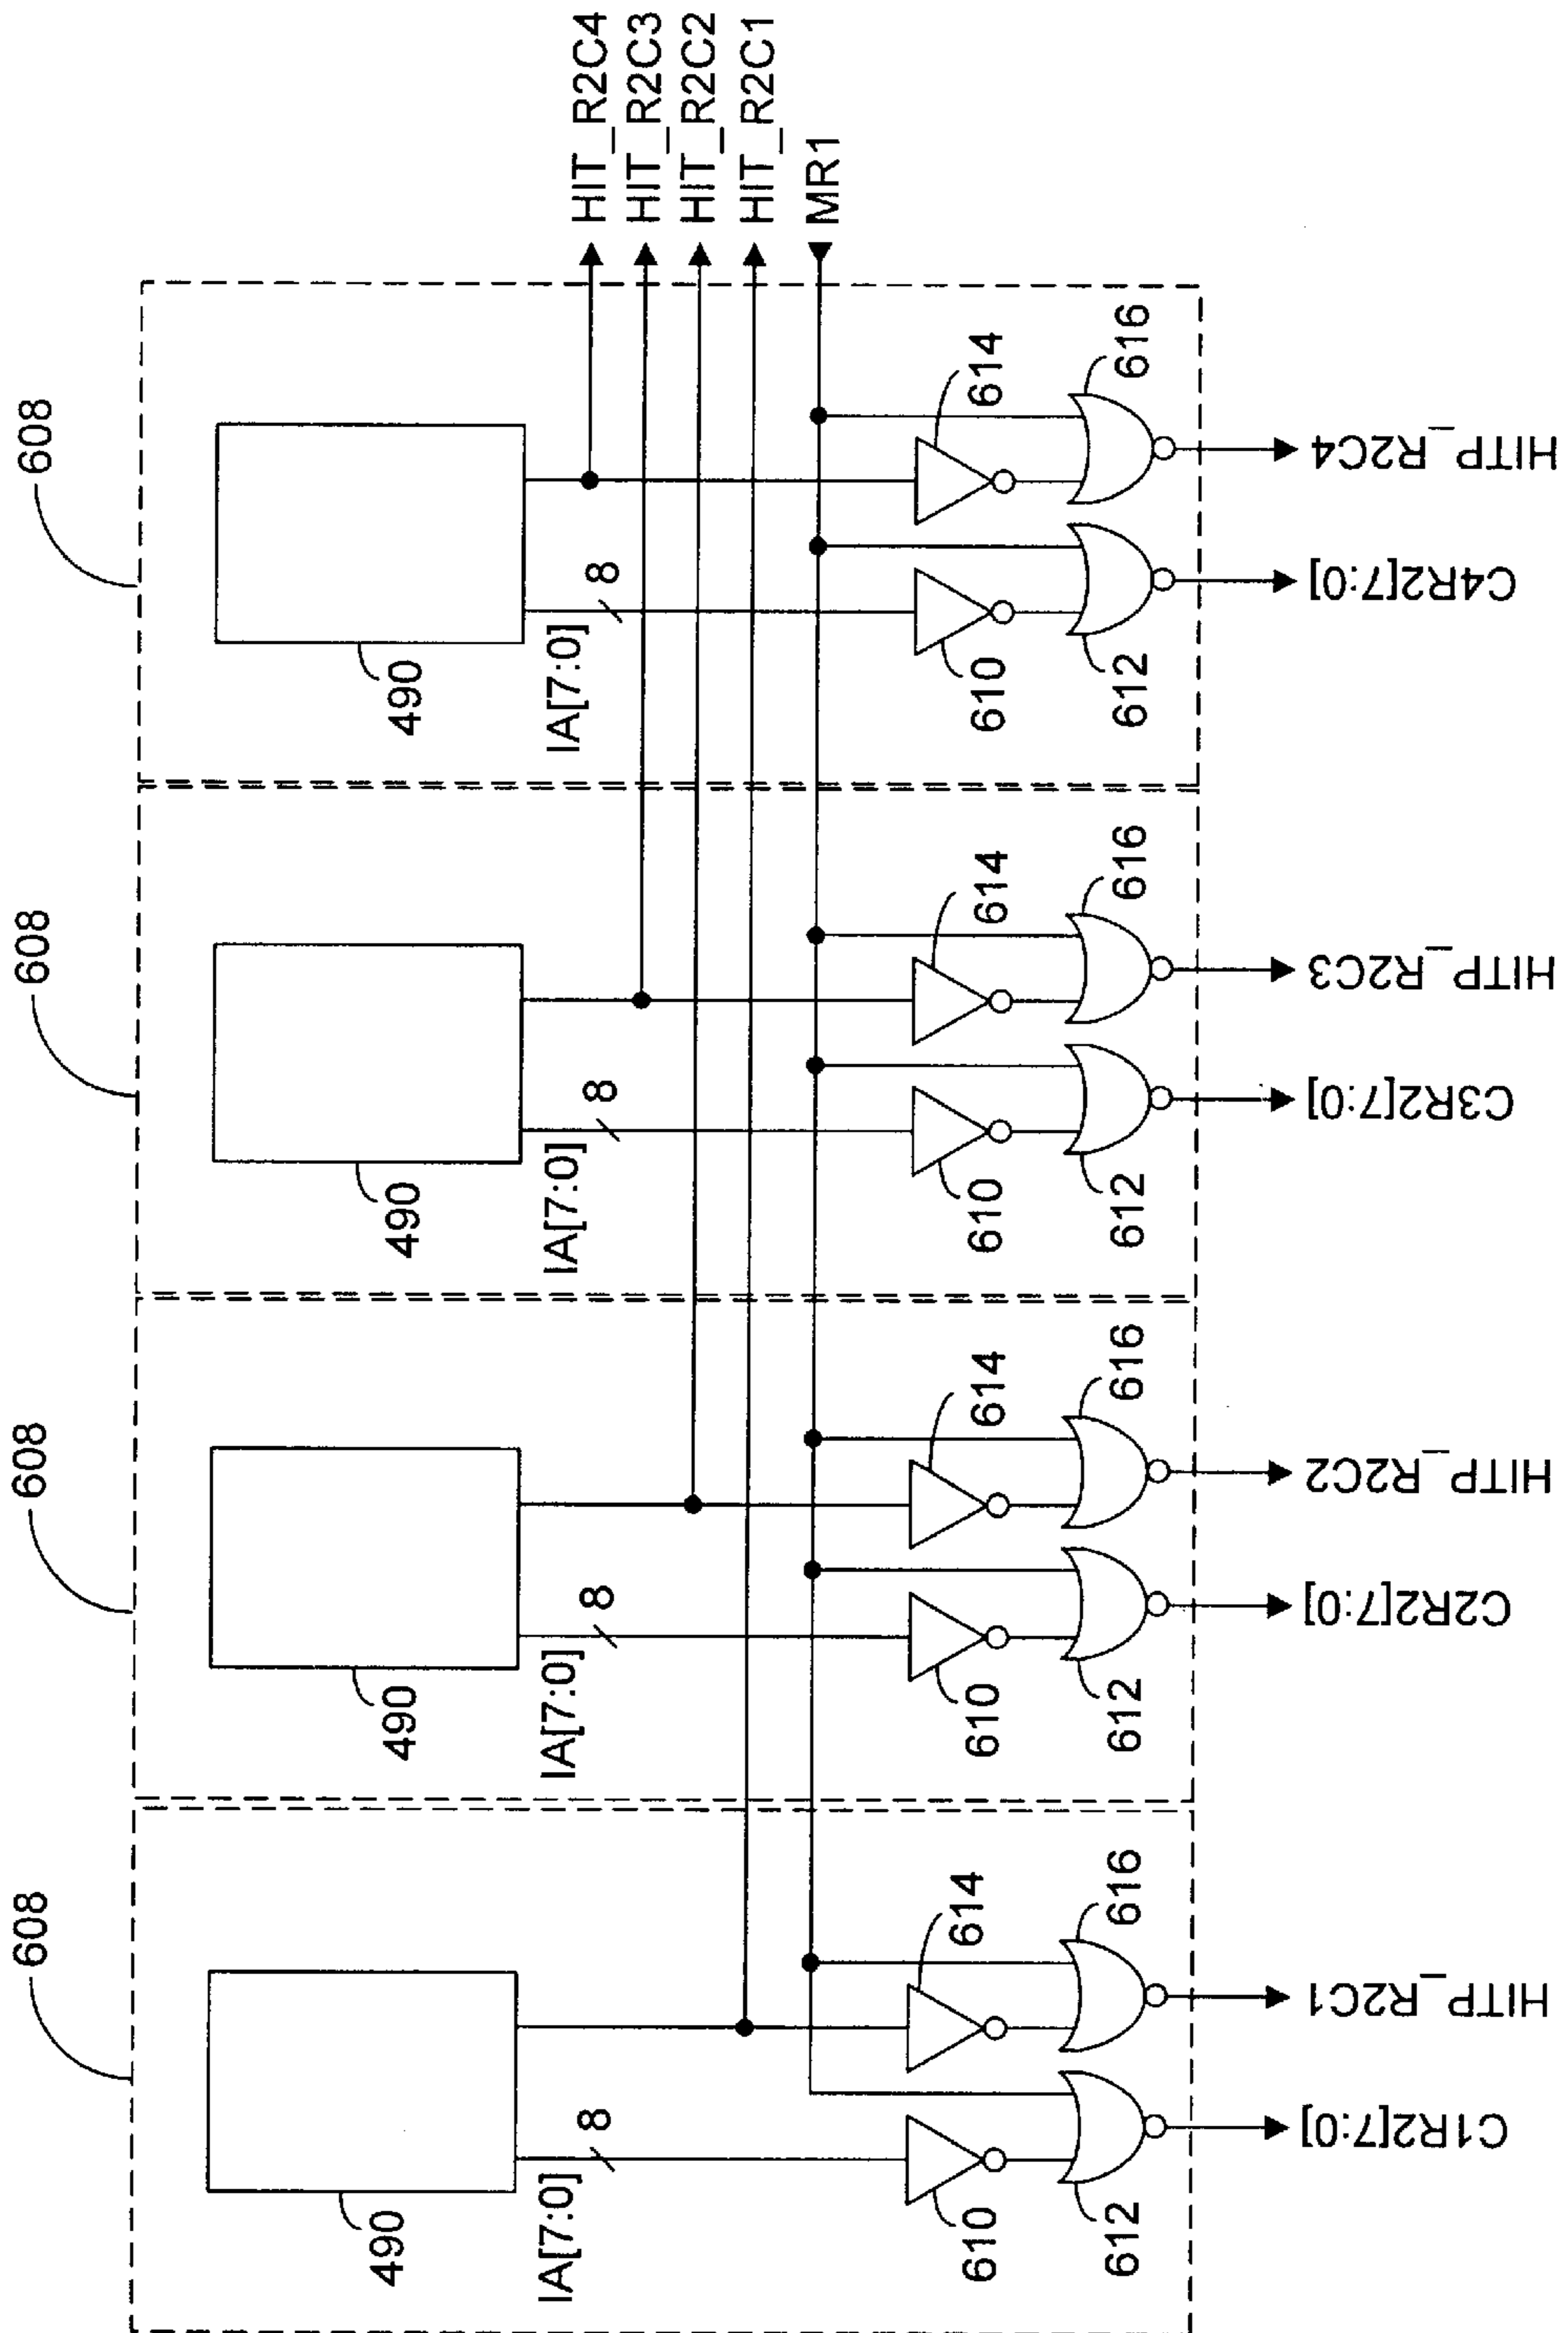 608
608
608
608
490
490
490
490
IA[7:0]
8
IA[7:0]
8
IA[7:0]
8
IA[7:0]
8
HIT_R2C4
HIT_R2C3
HIT_R2C2
HIT_R2C1
MR1
610
614
610
614
610
614
610
614
612
616
612
616
612
616
612
616
C1R2[7:0]
HITP_R2C1
C2R2[7:0]
HITP_R2C2
C3R2[7:0]
HITP_R2C3
C4R2[7:0]
HITP_R2C4